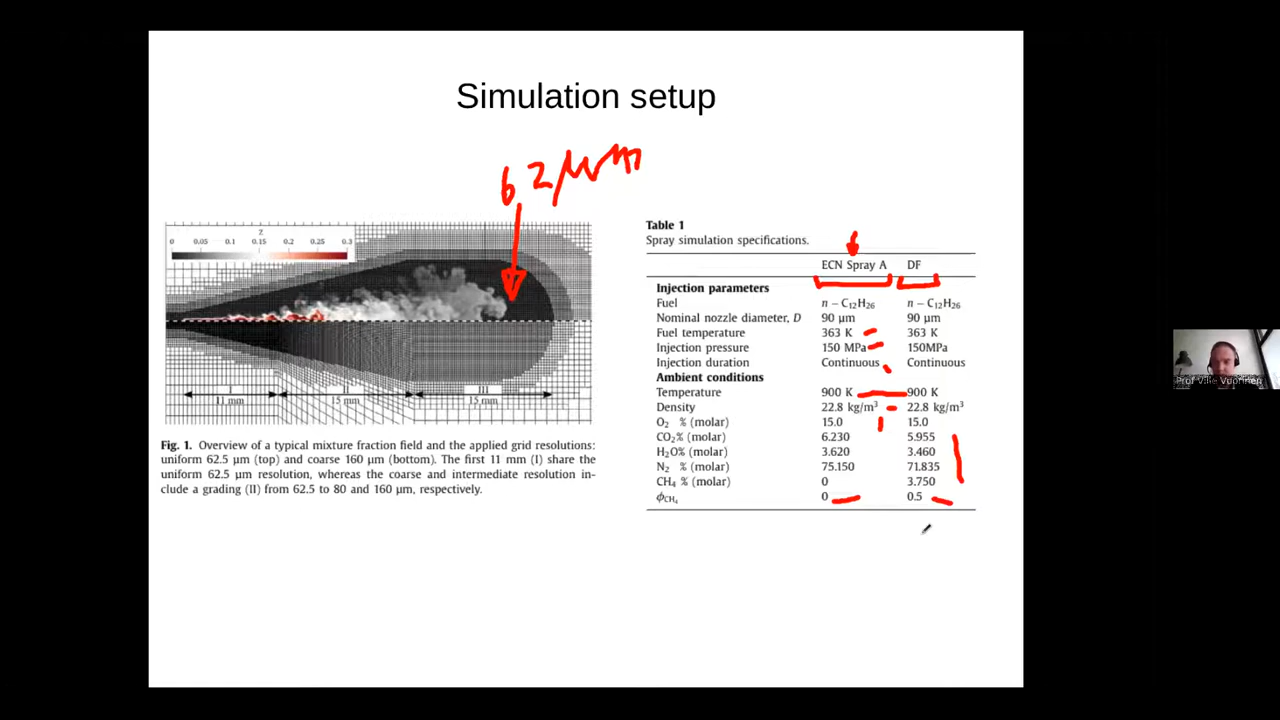 Simulation setup
62 μm
Z
0 0.05 0.1 0.15 0.2 0.25 0.3
I II III
11 mm 15 mm 15 mm
Fig. 1. Overview of a typical mixture fraction field and the applied grid resolutions:
uniform 62.5 μm (top) and coarse 160 μm (bottom). The first 11 mm (I) share the
uniform 62.5 μm resolution, whereas the coarse and intermediate resolution in-
clude a grading (II) from 62.5 to 80 and 160 μm, respectively.
Table 1
Spray simulation specifications.
ECN Spray A DF
Injection parameters
Fuel n − C12H26 n − C12H26
Nominal nozzle diameter, D 90 μm 90 μm
Fuel temperature 363 K 363 K
Injection pressure 150 MPa 150MPa
Injection duration Continuous Continuous
Ambient conditions
Temperature 900 K 900 K
Density 22.8 kg/m³ 22.8 kg/m³
O2 % (molar) 15.0 15.0
CO2% (molar) 6.230 5.955
H2O% (molar) 3.620 3.460
N2 % (molar) 75.150 71.835
CH4 % (molar) 0 3.750
ϕCH4 0 0.5
Prof Ville Vuorinen